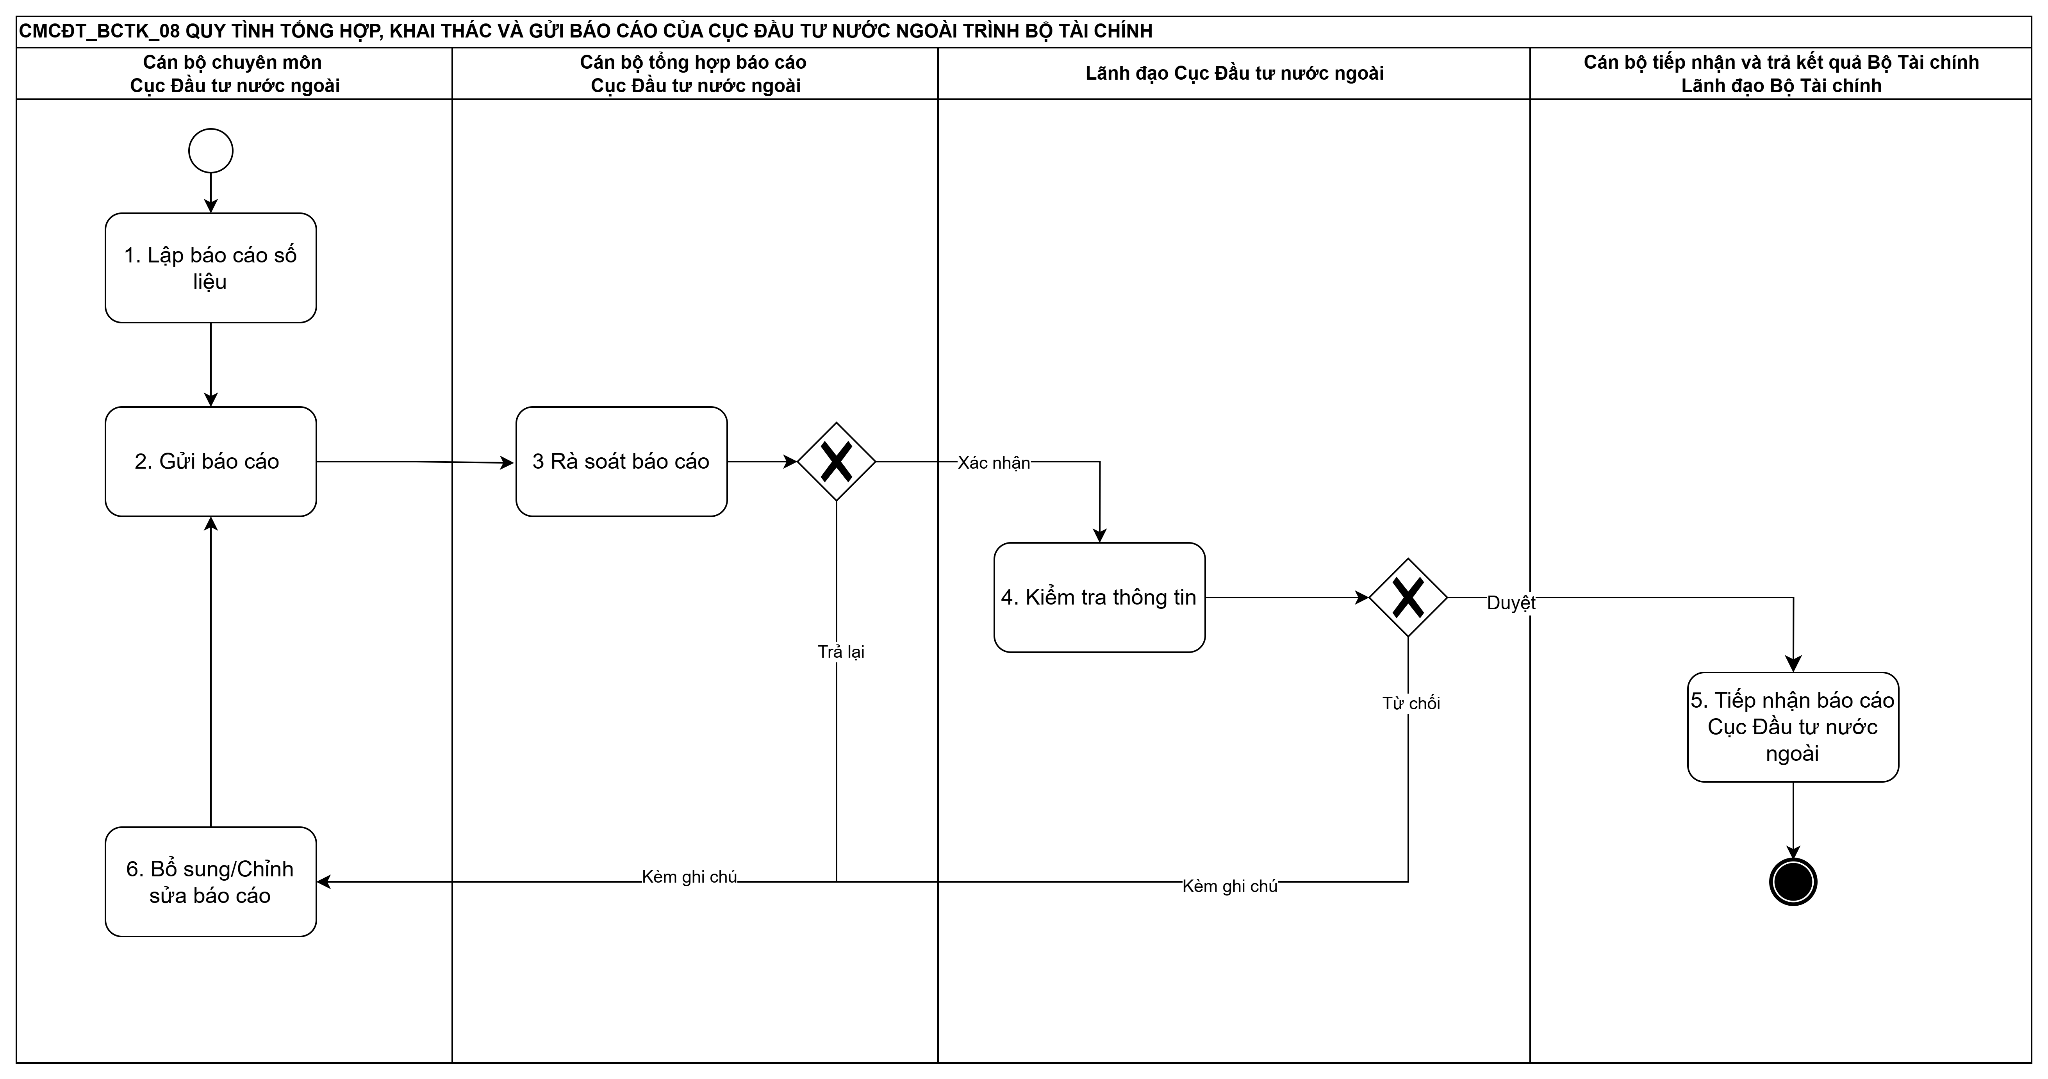 CMCĐT_BCTK_08 QUY TÌNH TỔNG HỢP, KHAI THÁC VÀ GỬI BÁO CÁO CỦA CỤC ĐẦU TƯ NƯỚC NGOÀI TRÌNH BỘ TÀI CHÍNH
Cán bộ chuyên môn
Cục Đầu tư nước ngoài
Cán bộ tổng hợp báo cáo
Cục Đầu tư nước ngoài
Lãnh đạo Cục Đầu tư nước ngoài
Cán bộ tiếp nhận và trả kết quả Bộ Tài chính
Lãnh đạo Bộ Tài chính
1. Lập báo cáo số
liệu
2. Gửi báo cáo
3 Rà soát báo cáo
Xác nhận
4. Kiểm tra thông tin
Duyệt
Trả lại
Từ chối
5. Tiếp nhận báo cáo
Cục Đầu tư nước
ngoài
6. Bổ sung/Chỉnh
sửa báo cáo
Kèm ghi chú
Kèm ghi chú